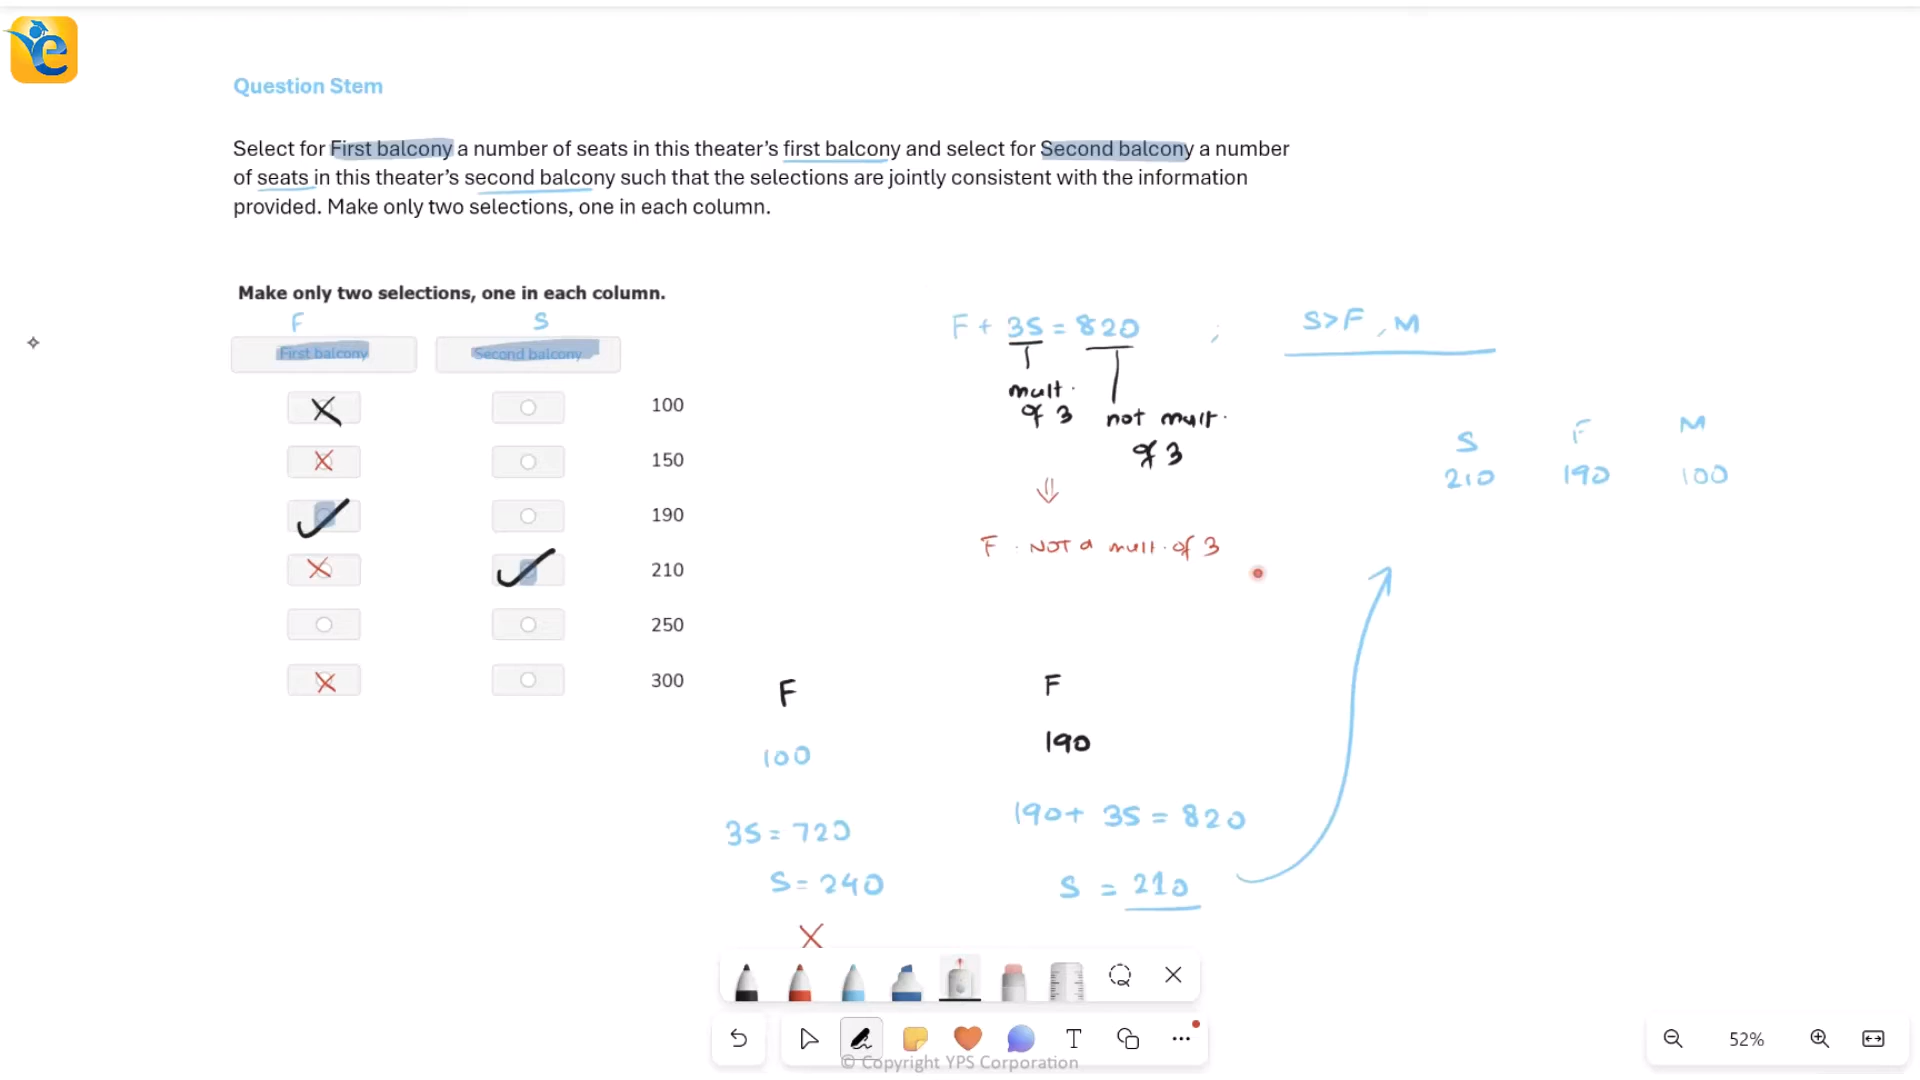 Question Stem
Select for First balcony a number of seats in this theater's first balcony and select for Second balcony a number
of seats in this theater's second balcony such that the selections are jointly consistent with the information
provided. Make only two selections, one in each column.
Make only two selections, one in each column.
F S
First balcony Second balcony
100
150
190
210
250
300
F + 3S = 820 ; S>F, M
mult.
of 3
not mult.
of 3
F . NOT a mult. of 3
S F M
210 190 100
F
100
3S = 720
S = 240
F
190
190 + 3S = 820
S = 210
52%
© Copyright YPS Corporation